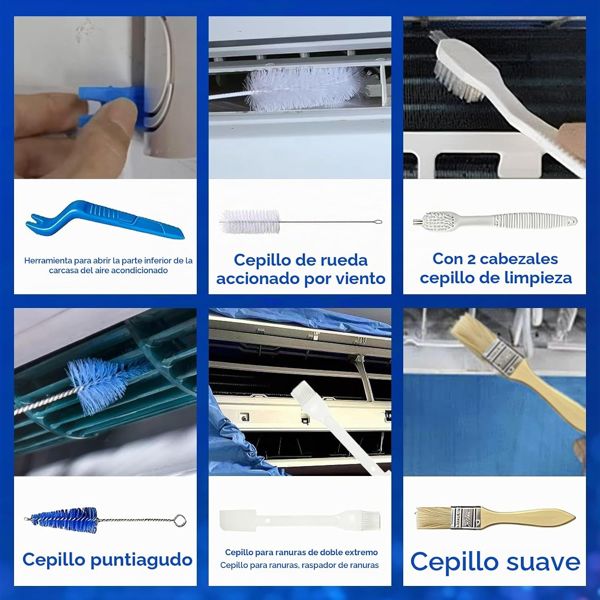 Herramienta para abrir la parte inferior de la
carcasa del aire acondicionado
Cepillo de rueda
accionado por viento
Con 2 cabezales
cepillo de limpieza
Cepillo puntiagudo
Cepillo para ranuras de doble extremo
Cepillo para ranuras, raspador de ranuras
Cepillo suave